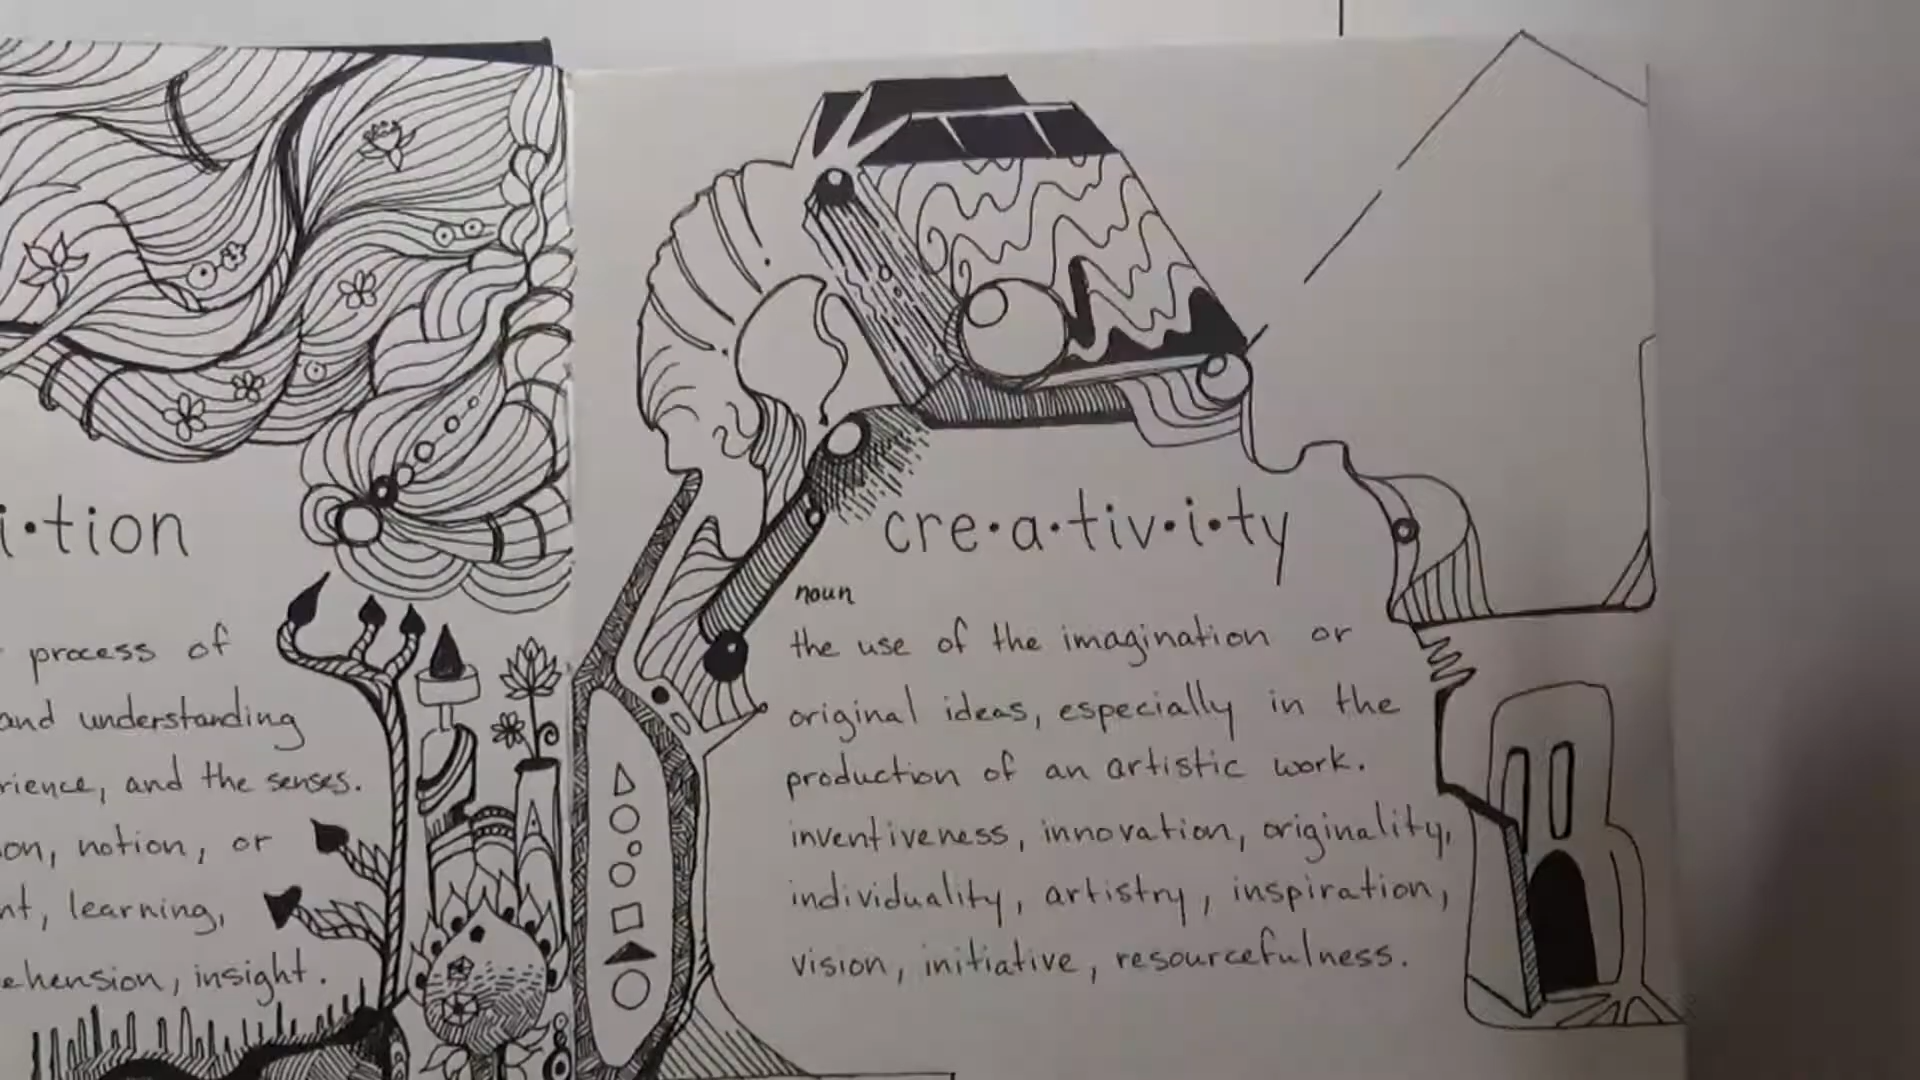 i•tion
process of
and understanding
rience, and the senses.
on, notion, or
nt, learning,
ehension, insight.
cre•a•tiv•i•ty
noun
the use of the imagination or
original ideas, especially in the
production of an artistic work.
inventiveness, innovation, originality,
individuality, artistry, inspiration,
vision, initiative, resourcefulness.